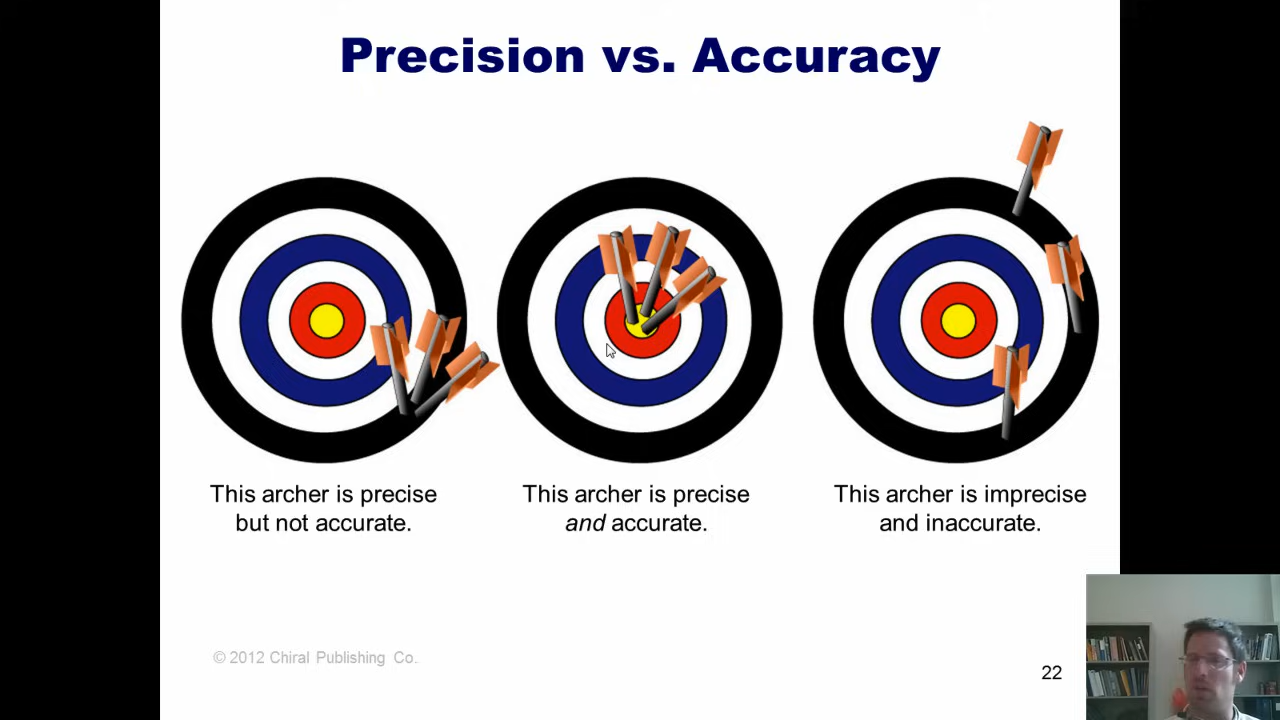 Precision vs. Accuracy
This archer is precise
but not accurate.
This archer is precise
and accurate.
This archer is imprecise
and inaccurate.
© 2012 Chiral Publishing Co.
22